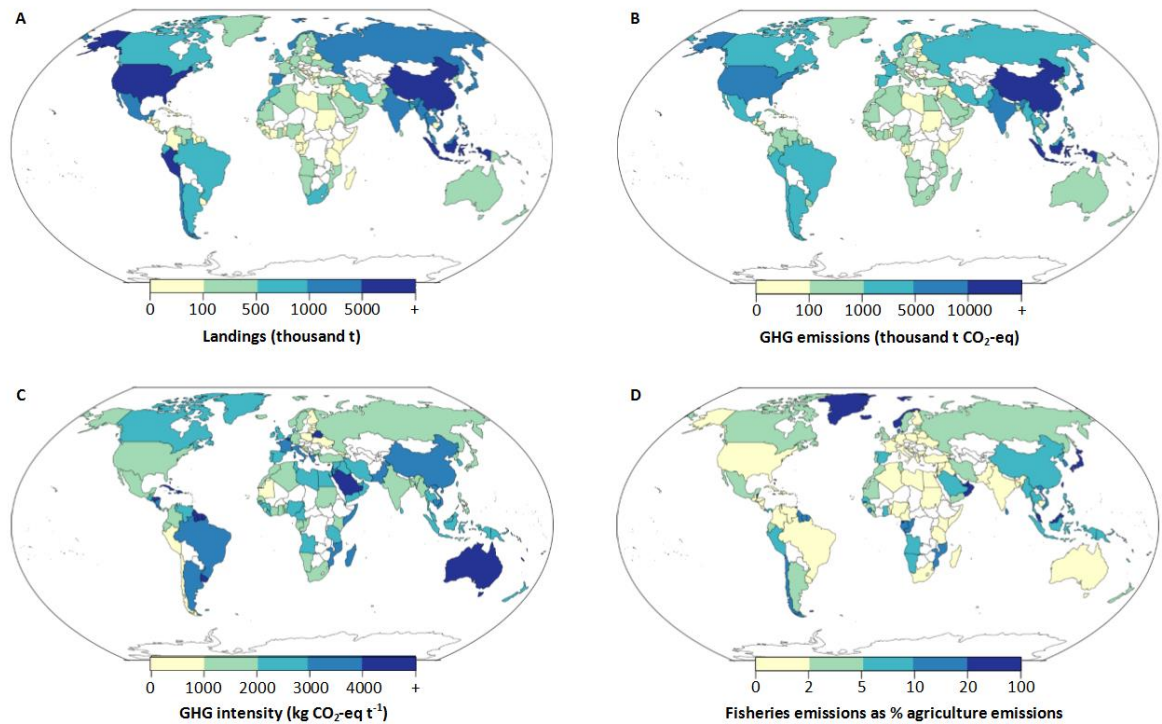 A
0 100 500 1000 5000 +
Landings (thousand t)
B
0 100 1000 5000 10000 +
GHG emissions (thousand t CO₂-eq)
C
0 1000 2000 3000 4000 +
GHG intensity (kg CO₂-eq t⁻¹)
D
0 2 5 10 20 100
Fisheries emissions as % agriculture emissions